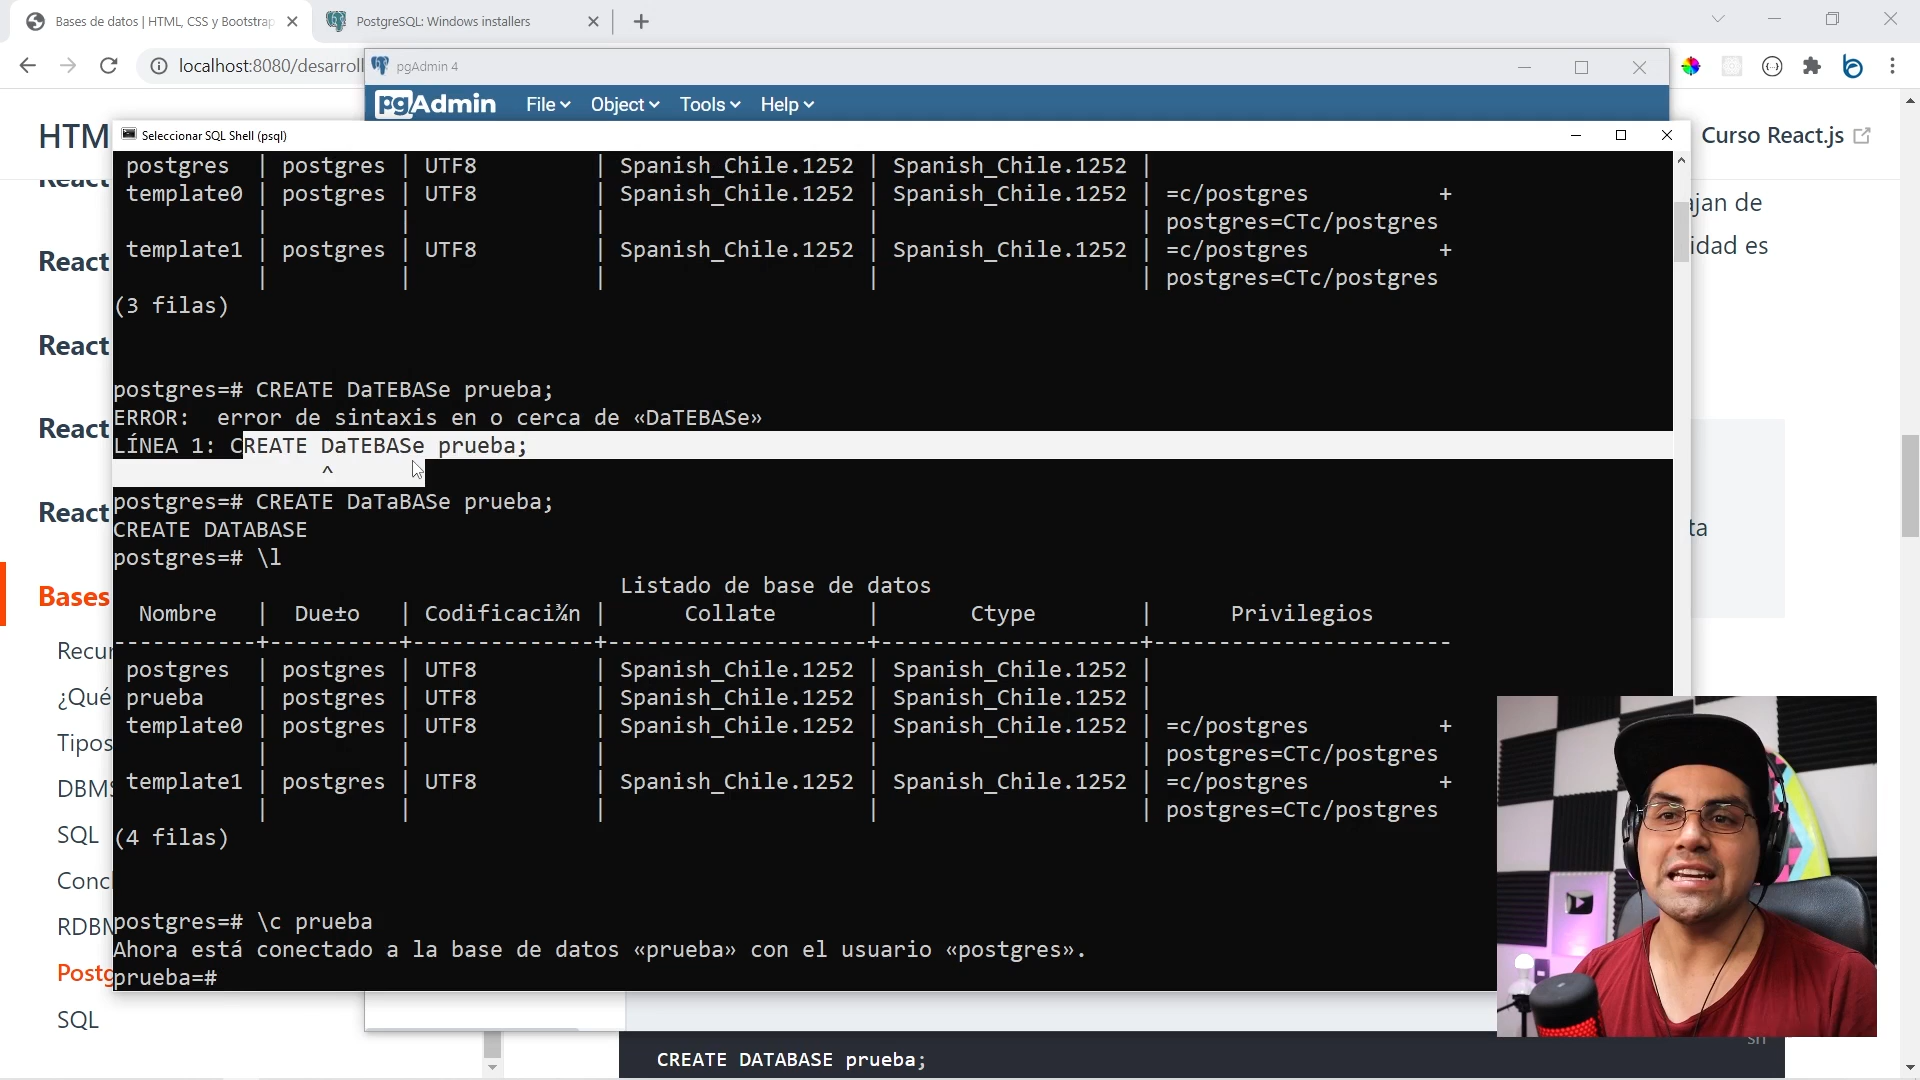 Bases de datos | HTML, CSS y Bootstrap
PostgreSQL: Windows installers
localhost:8080/desarroll
pgAdmin 4
pgAdmin File Object Tools Help
HTM
Seleccionar SQL Shell (psql)
Curso React.js
postgres | postgres | UTF8 | Spanish_Chile.1252 | Spanish_Chile.1252 |
template0 | postgres | UTF8 | Spanish_Chile.1252 | Spanish_Chile.1252 | =c/postgres +
| | | | | postgres=CTc/postgres
template1 | postgres | UTF8 | Spanish_Chile.1252 | Spanish_Chile.1252 | =c/postgres +
| | | | | postgres=CTc/postgres
(3 filas)
postgres=# CREATE DaTEBASe prueba;
ERROR: error de sintaxis en o cerca de «DaTEBASe»
LÍNEA 1: CREATE DaTEBASe prueba;
^
postgres=# CREATE DaTaBASe prueba;
CREATE DATABASE
postgres=# \l
Listado de base de datos
Nombre | Due±o | Codificaci¾n | Collate | Ctype | Privilegios
-----------+----------+--------------+--------------------+--------------------+-----------------------
postgres | postgres | UTF8 | Spanish_Chile.1252 | Spanish_Chile.1252 |
prueba | postgres | UTF8 | Spanish_Chile.1252 | Spanish_Chile.1252 |
template0 | postgres | UTF8 | Spanish_Chile.1252 | Spanish_Chile.1252 | =c/postgres +
| | | | | postgres=CTc/postgres
template1 | postgres | UTF8 | Spanish_Chile.1252 | Spanish_Chile.1252 | =c/postgres +
| | | | | postgres=CTc/postgres
(4 filas)
postgres=# \c prueba
Ahora está conectado a la base de datos «prueba» con el usuario «postgres».
prueba=#
React
React
React
React
Bases
Recur
¿Qué
Tipos
DBMS
SQL
Concl
RDBM
Postg
SQL
ajan de
idad es
ta
CREATE DATABASE prueba;